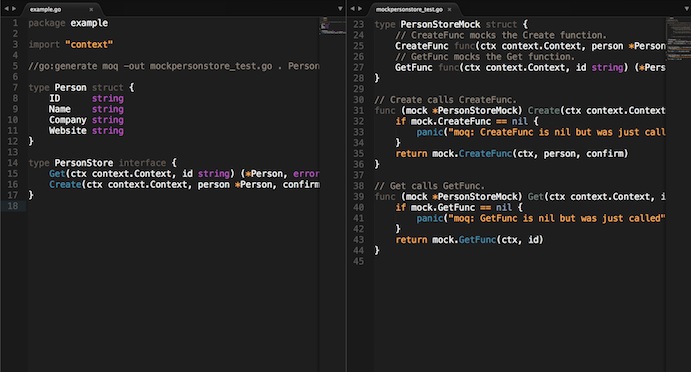 example.go
1 package example
2
3 import "context"
4
5 //go:generate moq -out mockpersonstore_test.go . Person
6
7 type Person struct {
8 ID string
9 Name string
10 Company string
11 Website string
12 }
13
14 type PersonStore interface {
15 Get(ctx context.Context, id string) (*Person, error
16 Create(ctx context.Context, person *Person, confirm
17 }
18
mockpersonstore_test.go
23 type PersonStoreMock struct {
24 // CreateFunc mocks the Create function.
25 CreateFunc func(ctx context.Context, person *Person
26 // GetFunc mocks the Get function.
27 GetFunc func(ctx context.Context, id string) (*Pers
28 }
29
30 // Create calls CreateFunc.
31 func (mock *PersonStoreMock) Create(ctx context.Context
32 if mock.CreateFunc == nil {
33 panic("moq: CreateFunc is nil but was just call
34 }
35 return mock.CreateFunc(ctx, person, confirm)
36 }
37
38 // Get calls GetFunc.
39 func (mock *PersonStoreMock) Get(ctx context.Context, i
40 if mock.GetFunc == nil {
41 panic("moq: GetFunc is nil but was just called"
42 }
43 return mock.GetFunc(ctx, id)
44 }
45